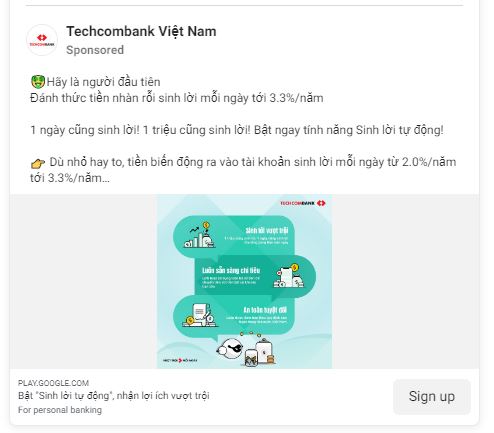 Techcombank Việt Nam
Sponsored
Hãy là người đầu tiên
Đánh thức tiền nhàn rỗi sinh lời mỗi ngày tới 3.3%/năm
1 ngày cũng sinh lời! 1 triệu cũng sinh lời! Bật ngay tính năng Sinh lời tự động!
Dù nhỏ hay to, tiền biến động ra vào tài khoản sinh lời mỗi ngày từ 2.0%/năm
tới 3.3%/năm...
TECHCOMBANK
TECHCOMBANK
Sinh lời vượt trội
Luôn sẵn sàng chi tiêu
An toàn tuyệt đối
PLAY.GOOGLE.COM
Bật "Sinh lời tự động", nhận lợi ích vượt trội
For personal banking
Sign up